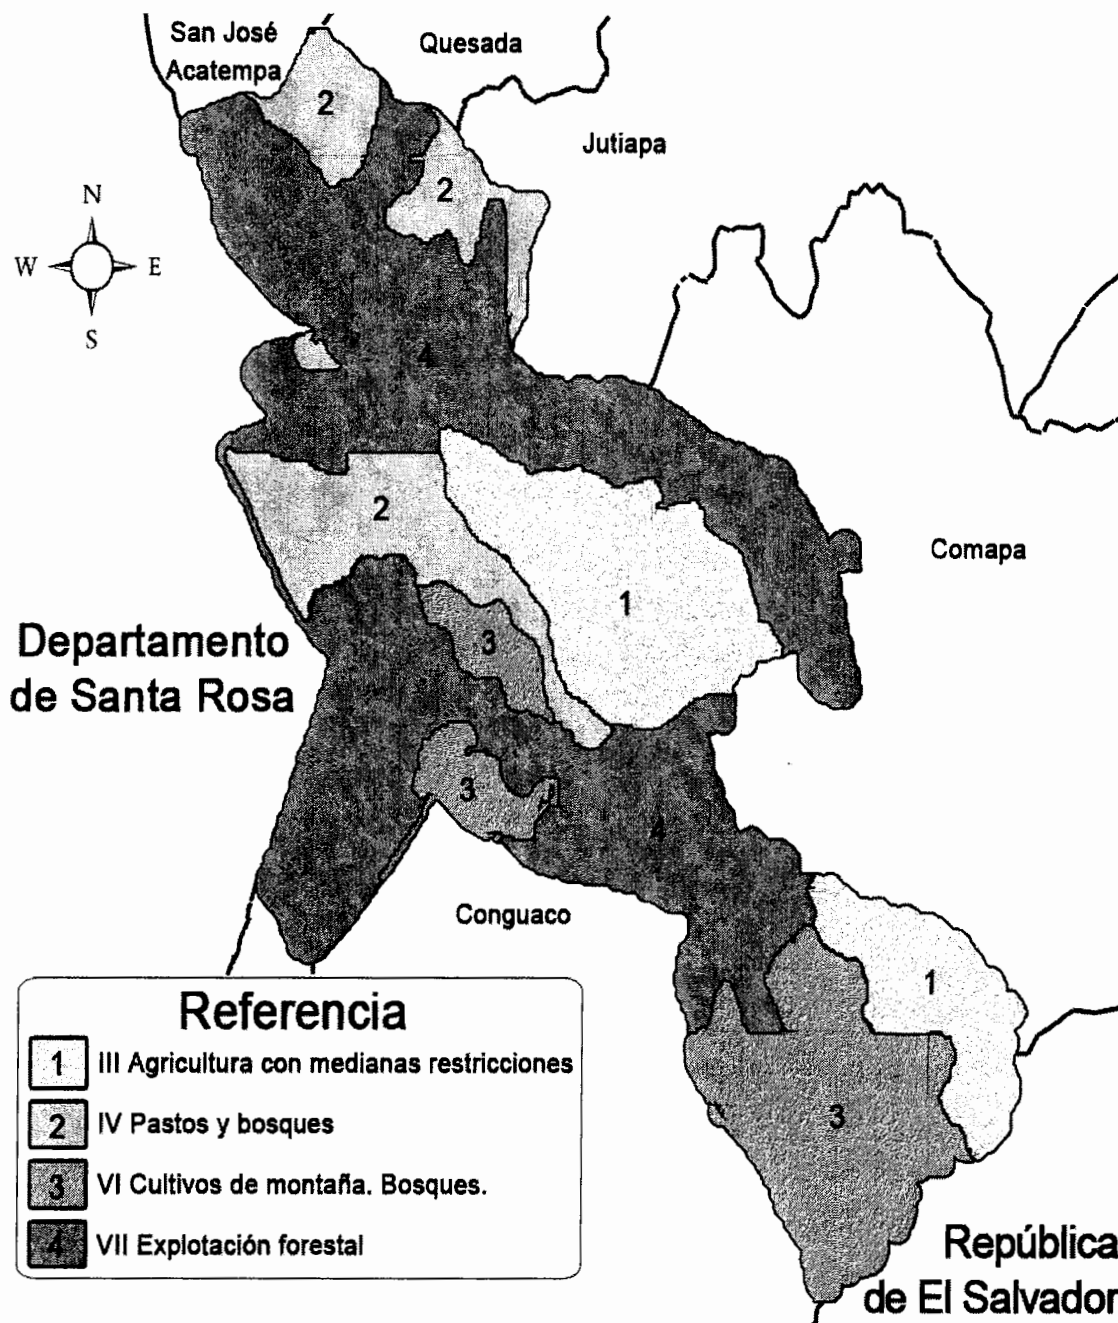 San José
Acatempa
Quesada
2
Jutiapa
2
N
W
E
S
4
2
Comapa
1
3
Departamento
de Santa Rosa
3
4
Conguaco
1
3
Referencia
1 III Agricultura con medianas restricciones
2 IV Pastos y bosques
3 VI Cultivos de montaña. Bosques.
4 VII Explotación forestal
República
de El Salvador